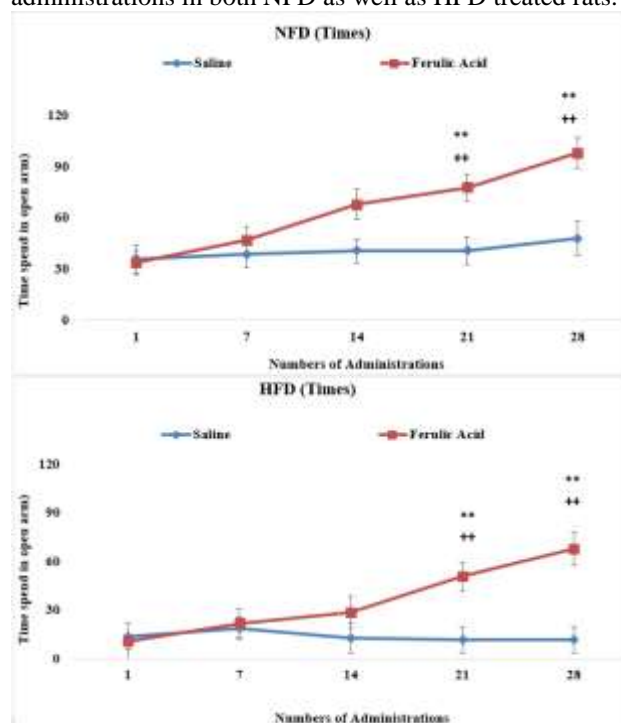 administrations in both NFD as well as HFD treated rats.
NFD (Times)
Saline Ferulic Acid
**
++
**
++
120
90
60
30
0
Time spend in open arm)
1 7 14 21 28
Numbers of Administrations
HFD (Times)
Saline Ferulic Acid
**
++
**
++
120
90
60
30
0
Time spend in open arm)
1 7 14 21 28
Numbers of Administrations